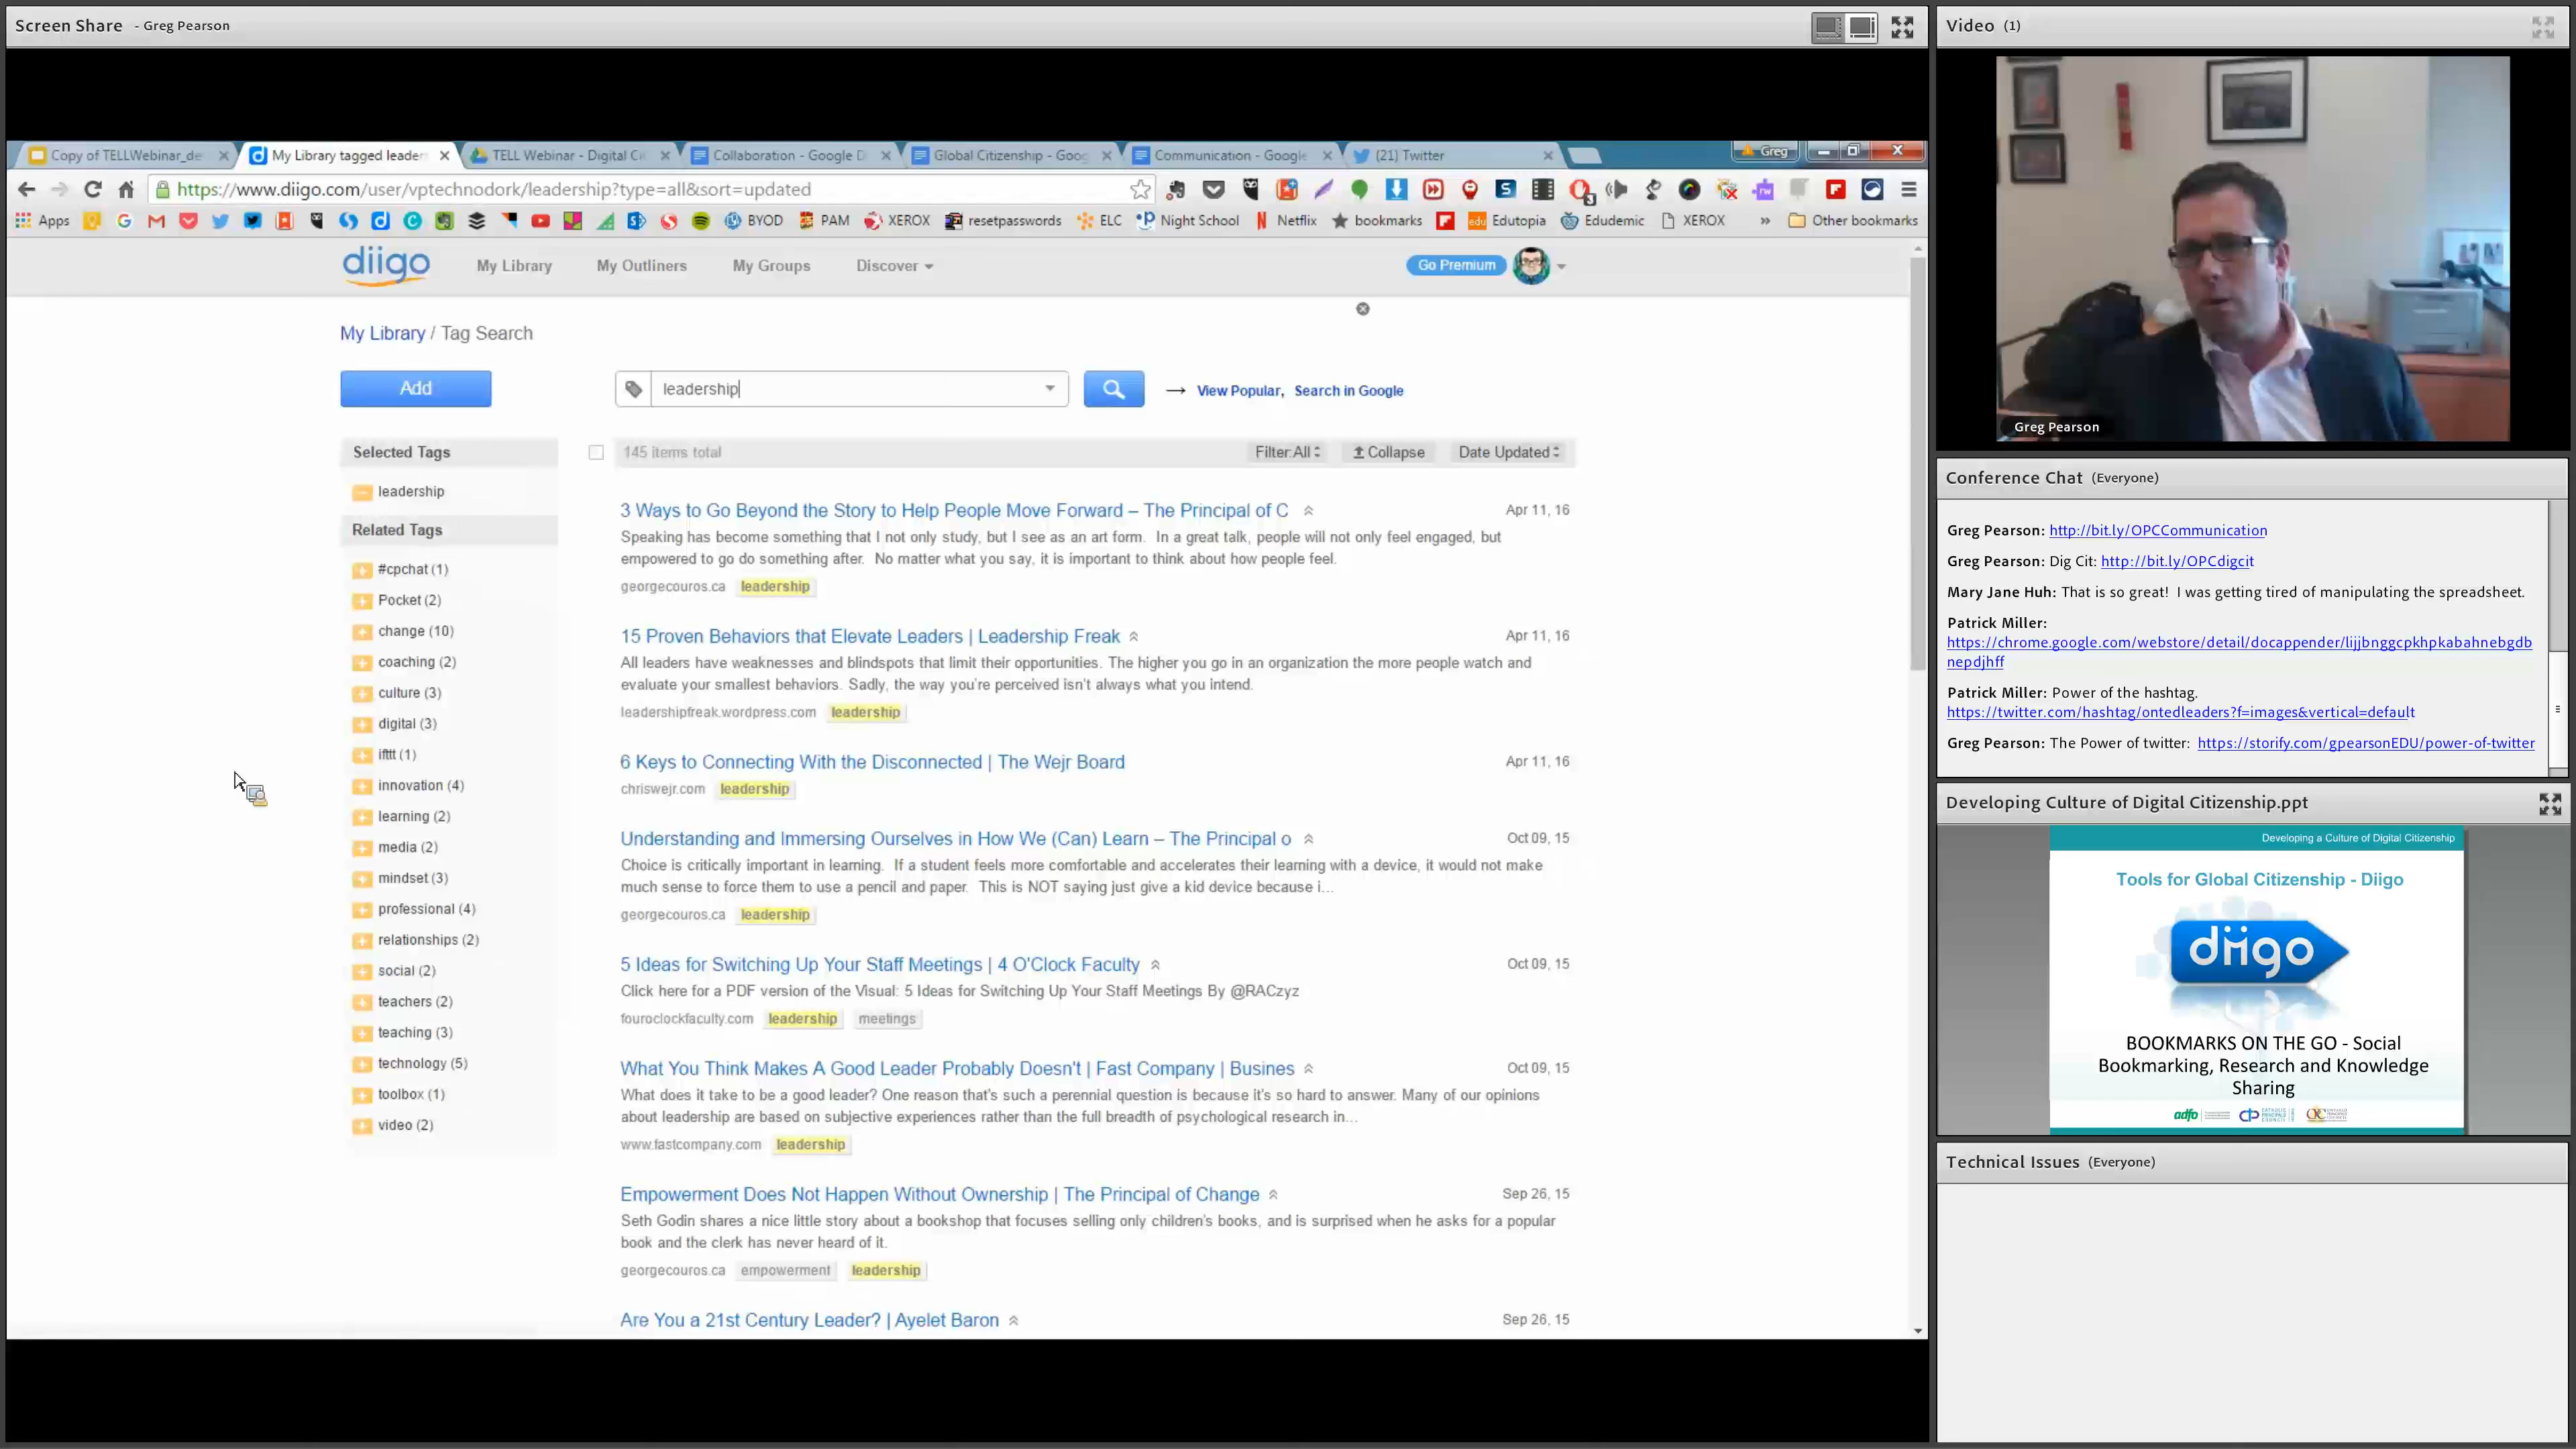 Screen Share - Greg Pearson
Video (1)
Copy of TELLWebinar_de
My Library tagged leader
TELL Webinar - Digital Ci
Collaboration - Google D
Global Citizenship - Goog
Communication - Google
(21) Twitter
Greg
https://www.diigo.com/user/vptechnodork/leadership?type=all&sort=updated
Apps BYOD PAM XEROX resetpasswords ELC Night School Netflix bookmarks Edutopia Edudemic XEROX » Other bookmarks
diigo My Library My Outliners My Groups Discover Go Premium
My Library / Tag Search
Add leadership → View Popular, Search in Google
Selected Tags
leadership
Related Tags
#cpchat (1)
Pocket (2)
change (10)
coaching (2)
culture (3)
digital (3)
ifttt (1)
innovation (4)
learning (2)
media (2)
mindset (3)
professional (4)
relationships (2)
social (2)
teachers (2)
teaching (3)
technology (5)
toolbox (1)
video (2)
145 items total Filter:All Collapse Date Updated
3 Ways to Go Beyond the Story to Help People Move Forward – The Principal of C Apr 11, 16
Speaking has become something that I not only study, but I see as an art form. In a great talk, people will not only feel engaged, but
empowered to go do something after. No matter what you say, it is important to think about how people feel.
georgecouros.ca leadership
15 Proven Behaviors that Elevate Leaders | Leadership Freak Apr 11, 16
All leaders have weaknesses and blindspots that limit their opportunities. The higher you go in an organization the more people watch and
evaluate your smallest behaviors. Sadly, the way you're perceived isn't always what you intend.
leadershipfreak.wordpress.com leadership
6 Keys to Connecting With the Disconnected | The Wejr Board Apr 11, 16
chriswejr.com leadership
Understanding and Immersing Ourselves in How We (Can) Learn – The Principal o Oct 09, 15
Choice is critically important in learning. If a student feels more comfortable and accelerates their learning with a device, it would not make
much sense to force them to use a pencil and paper. This is NOT saying just give a kid device because i...
georgecouros.ca leadership
5 Ideas for Switching Up Your Staff Meetings | 4 O'Clock Faculty Oct 09, 15
Click here for a PDF version of the Visual: 5 Ideas for Switching Up Your Staff Meetings By @RACzyz
fouroclockfaculty.com leadership meetings
What You Think Makes A Good Leader Probably Doesn't | Fast Company | Busines Oct 09, 15
What does it take to be a good leader? One reason that's such a perennial question is because it's so hard to answer. Many of our opinions
about leadership are based on subjective experiences rather than the full breadth of psychological research in...
www.fastcompany.com leadership
Empowerment Does Not Happen Without Ownership | The Principal of Change Sep 26, 15
Seth Godin shares a nice little story about a bookshop that focuses selling only children's books, and is surprised when he asks for a popular
book and the clerk has never heard of it.
georgecouros.ca empowerment leadership
Are You a 21st Century Leader? | Ayelet Baron Sep 26, 15
Greg Pearson
Conference Chat (Everyone)
Greg Pearson: http://bit.ly/OPCCommunication
Greg Pearson: Dig Cit: http://bit.ly/OPCdigcit
Mary Jane Huh: That is so great! I was getting tired of manipulating the spreadsheet.
Patrick Miller:
https://chrome.google.com/webstore/detail/docappender/lijjbnggcpkhpkabahnebgdb
nepdjhff
Patrick Miller: Power of the hashtag.
https://twitter.com/hashtag/ontedleaders?f=images&vertical=default
Greg Pearson: The Power of twitter: https://storify.com/gpearsonEDU/power-of-twitter
Developing Culture of Digital Citizenship.ppt
Developing a Culture of Digital Citizenship
Tools for Global Citizenship - Diigo
diigo
BOOKMARKS ON THE GO - Social
Bookmarking, Research and Knowledge
Sharing
adfo
Technical Issues (Everyone)